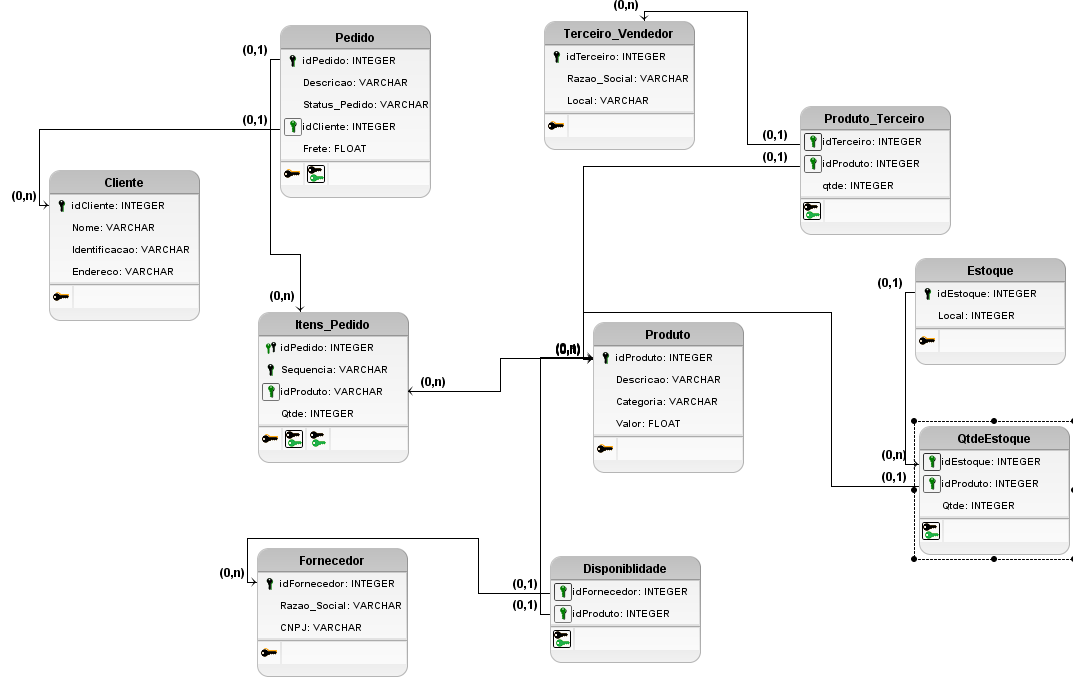 (0,n)
Terceiro_Vendedor
idTerceiro: INTEGER
Razao_Social: VARCHAR
Local: VARCHAR
(0,1)
Pedido
idPedido: INTEGER
Descricao: VARCHAR
Status_Pedido: VARCHAR
idCliente: INTEGER
Frete: FLOAT
(0,1)
Produto_Terceiro
idTerceiro: INTEGER
idProduto: INTEGER
qtde: INTEGER
(0,1)
(0,1)
(0,n)
Cliente
idCliente: INTEGER
Nome: VARCHAR
Identificacao: VARCHAR
Endereco: VARCHAR
(0,1)
Estoque
idEstoque: INTEGER
Local: INTEGER
(0,n)
Itens_Pedido
idPedido: INTEGER
Sequencia: VARCHAR
idProduto: VARCHAR
Qtde: INTEGER
(0,n)
Produto
idProduto: INTEGER
Descricao: VARCHAR
Categoria: VARCHAR
Valor: FLOAT
(0,n)
(0,1)
QtdeEstoque
idEstoque: INTEGER
idProduto: INTEGER
Qtde: INTEGER
(0,n)
Fornecedor
idFornecedor: INTEGER
Razao_Social: VARCHAR
CNPJ: VARCHAR
(0,1)
(0,1)
Disponiblidade
idFornecedor: INTEGER
idProduto: INTEGER